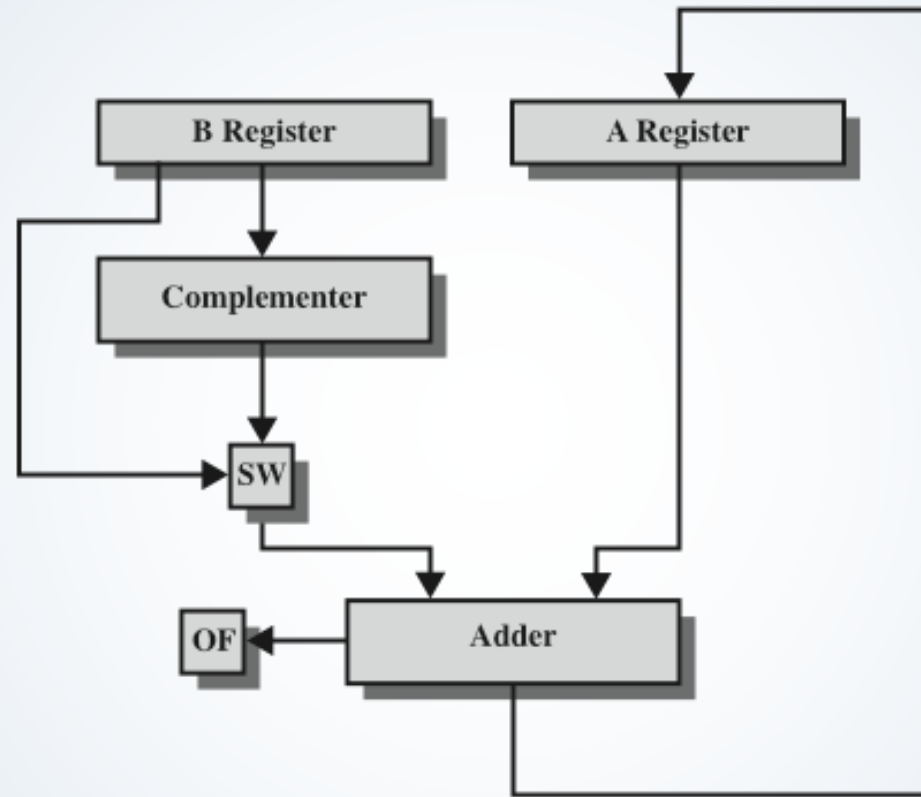 B Register
A Register
Complementer
SW
OF
Adder